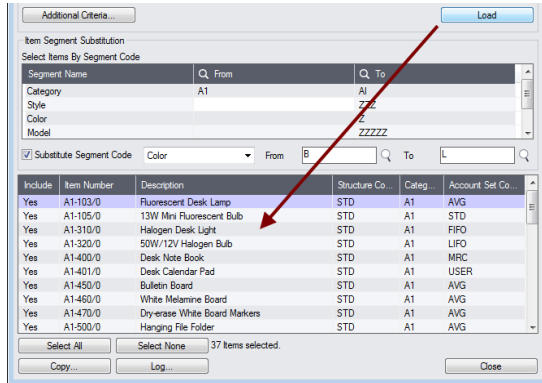 Additional Criteria... Load
Item Segment Substitution
Select Items By Segment Code
Segment Name From To
Category A1 AI
Style ZZZ
Color Z
Model ZZZZZ
Substitute Segment Code Color From B To L
Include Item Number Description Structure Co... Categ... Account Set Co...
Yes A1-103/0 Fluorescent Desk Lamp STD A1 AVG
Yes A1-105/0 13W Mini Fluorescent Bulb STD A1 STD
Yes A1-310/0 Halogen Desk Light STD A1 FIFO
Yes A1-320/0 50W/12V Halogen Bulb STD A1 LIFO
Yes A1-400/0 Desk Note Book STD A1 MRC
Yes A1-401/0 Desk Calendar Pad STD A1 USER
Yes A1-450/0 Bulletin Board STD A1 AVG
Yes A1-460/0 White Melamine Board STD A1 AVG
Yes A1-470/0 Dry-erase White Board Markers STD A1 AVG
Yes A1-500/0 Hanging File Folder STD A1 AVG
Select All Select None 37 Items selected.
Copy... Log... Close